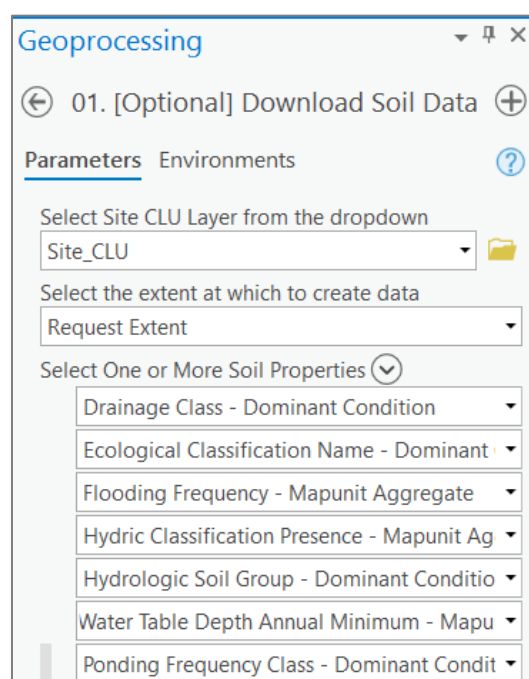 Geoprocessing
01. [Optional] Download Soil Data
Parameters Environments
Select Site CLU Layer from the dropdown
Site_CLU
Select the extent at which to create data
Request Extent
Select One or More Soil Properties
Drainage Class - Dominant Condition
Ecological Classification Name - Dominant
Flooding Frequency - Mapunit Aggregate
Hydric Classification Presence - Mapunit Ag
Hydrologic Soil Group - Dominant Conditio
Water Table Depth Annual Minimum - Mapu
Ponding Frequency Class - Dominant Condit